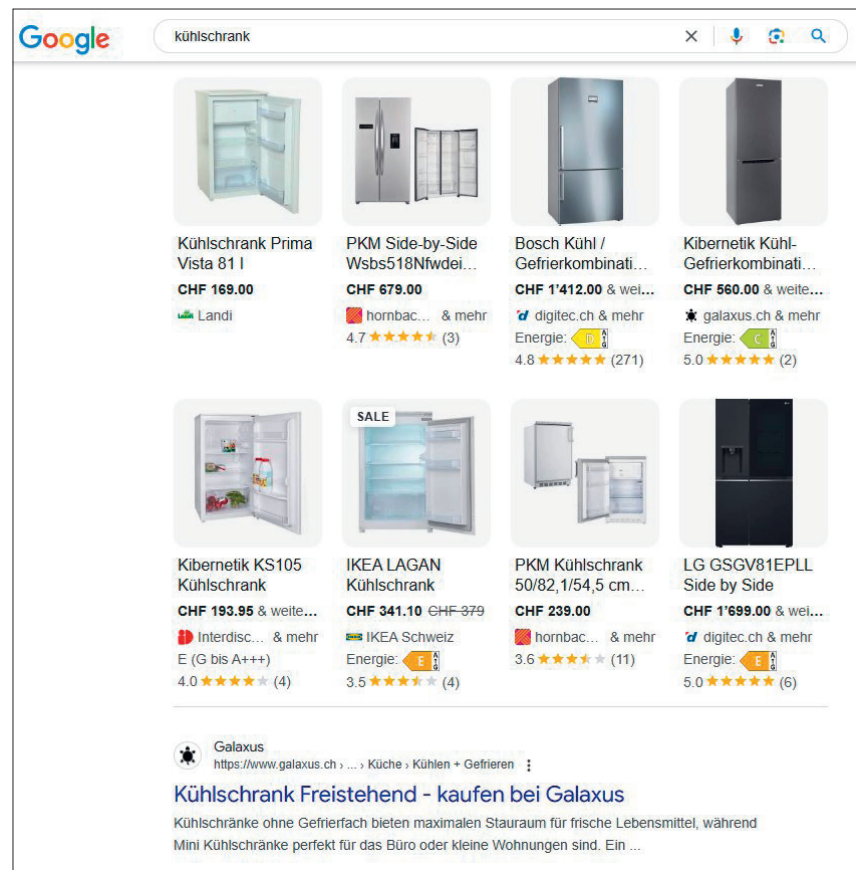 Google
kühlschrank
Kühlschrank Prima
Vista 81 l
CHF 169.00
Landi
PKM Side-by-Side
Wsbs518Nfwdei...
CHF 679.00
hornbac... & mehr
4.7 (3)
Bosch Kühl /
Gefrierkombinati...
CHF 1'412.00 & wei...
digitec.ch & mehr
Energie: D A G
4.8 (271)
Kibernetik Kühl-
Gefrierkombinati...
CHF 560.00 & weite...
galaxus.ch & mehr
Energie: C A G
5.0 (2)
Kibernetik KS105
Kühlschrank
CHF 193.95 & weite...
Interdisc... & mehr
E (G bis A+++)
4.0 (4)
SALE
IKEA LAGAN
Kühlschrank
CHF 341.10 CHF 379
IKEA Schweiz
Energie: E A G
3.5 (4)
PKM Kühlschrank
50/82,1/54,5 cm...
CHF 239.00
hornbac... & mehr
3.6 (11)
LG GSGV81EPLL
Side by Side
CHF 1'699.00 & wei...
digitec.ch & mehr
Energie: E A G
5.0 (6)
Galaxus
https://www.galaxus.ch › ... › Küche › Kühlen + Gefrieren
Kühlschrank Freistehend - kaufen bei Galaxus
Kühlschränke ohne Gefrierfach bieten maximalen Stauraum für frische Lebensmittel, während
Mini Kühlschränke perfekt für das Büro oder kleine Wohnungen sind. Ein ...